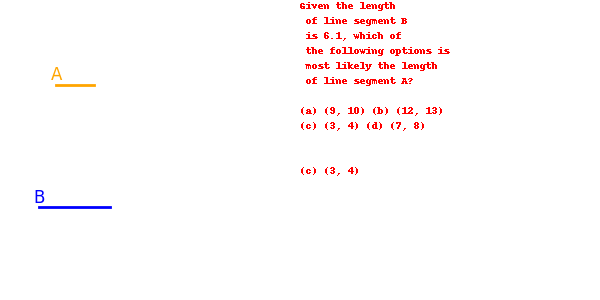 Given the length
of line segment B
is 6.1, which of
the following options is
most likely the length
of line segment A?
(a) (9, 10) (b) (12, 13)
(c) (3, 4) (d) (7, 8)
(c) (3, 4)
A
B